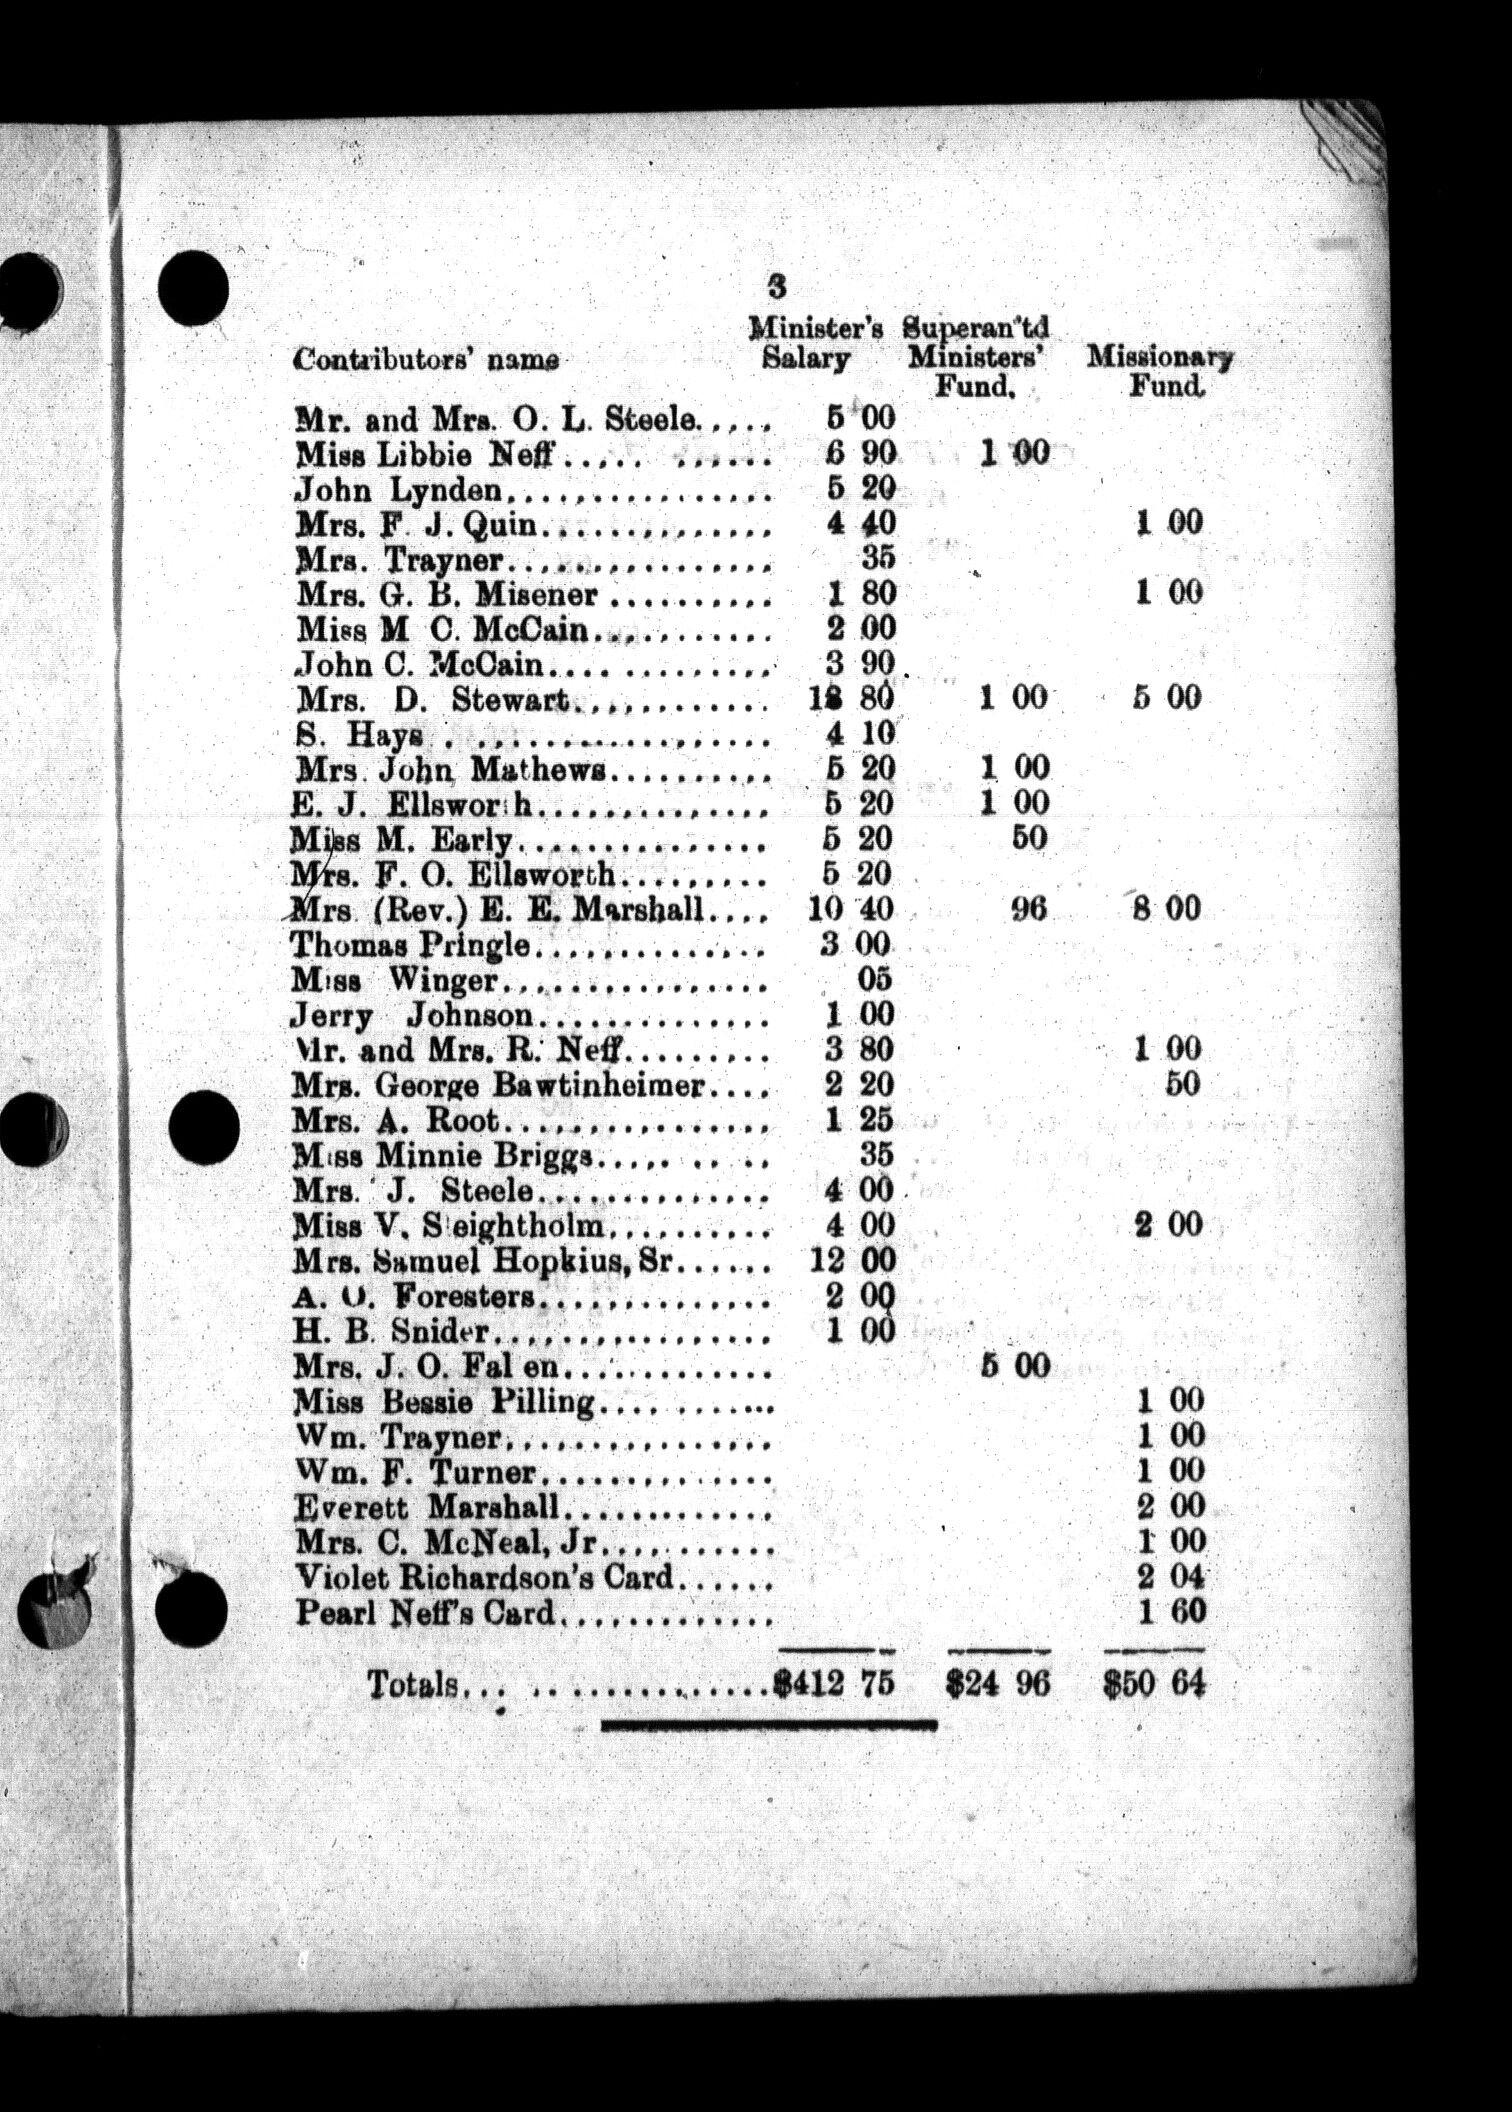 3
Minister's Superan'td
Contributors' name Salary Ministers' Missionary
Fund. Fund.
Mr. and Mrs. O. L. Steele..... 5 00
Miss Libbie Neff..... ...... 6 90 1 00
John Lynden................ 5 20
Mrs. F. J. Quin.............. 4 40 1 00
Mrs. Trayner................ 35
Mrs. G. B. Misener .......... 1 80 1 00
Miss M C. McCain........... 2 00
John C. McCain............. 3 90
Mrs. D. Stewart............ 80 1 00 5 00
S. Hays . .................. 4 10
Mrs. John Mathews.......... 5 20 1 00
E. J. Ellsworth.............. 5 20 1 00
Miss M. Early............... 5 20 50
Mrs. F. O. Ellsworth......... 5 20
Mrs. (Rev.) E. E. Marshall.... 10 40 96 8 00
Thomas Pringle.............. 3 00
Miss Winger................ 05
Jerry Johnson.............. 1 00
Mr. and Mrs. R. Neff......... 3 80 1 00
Mrs. George Bawtinheimer.... 2 20 50
Mrs. A. Root................ 1 25
Miss Minnie Briggs..... .. .. 35
Mrs. J. Steele.............. 4 00
Miss V. Sleightholm.......... 4 00 2 00
Mrs. Samuel Hopkius, Sr...... 12 00
A. O. Foresters.............. 2 00
H. B. Snider................ 1 00
Mrs. J. O. Fal en............ 5 00
Miss Bessie Pilling.... ...... 1 00
Wm. Trayner................ 1 00
Wm. F. Turner.............. 1 00
Everett Marshall............. 2 00
Mrs. C. McNeal, Jr.......... 1 00
Violet Richardson's Card...... 2 04
Pearl Neff's Card............. 1 60
Totals... ..............$412 75 $24 96 $50 64